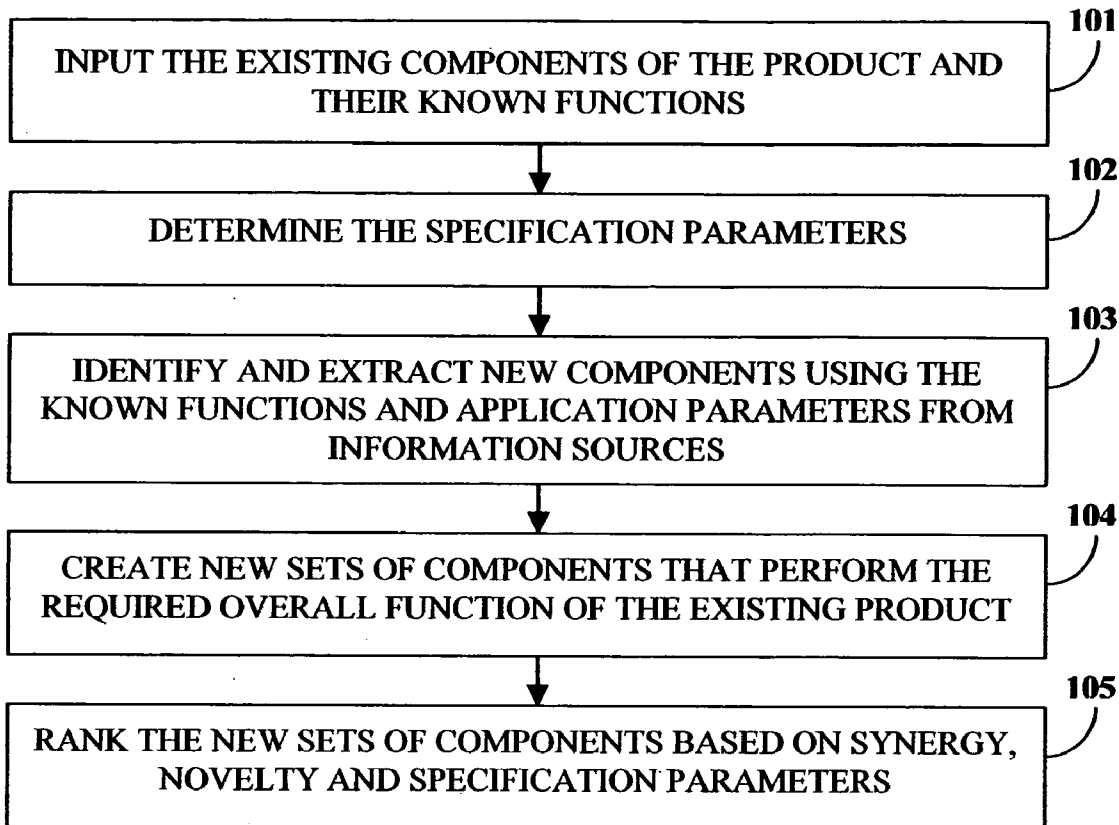 101
INPUT THE EXISTING COMPONENTS OF THE PRODUCT AND
THEIR KNOWN FUNCTIONS
102
DETERMINE THE SPECIFICATION PARAMETERS
103
IDENTIFY AND EXTRACT NEW COMPONENTS USING THE
KNOWN FUNCTIONS AND APPLICATION PARAMETERS FROM
INFORMATION SOURCES
104
CREATE NEW SETS OF COMPONENTS THAT PERFORM THE
REQUIRED OVERALL FUNCTION OF THE EXISTING PRODUCT
105
RANK THE NEW SETS OF COMPONENTS BASED ON SYNERGY,
NOVELTY AND SPECIFICATION PARAMETERS